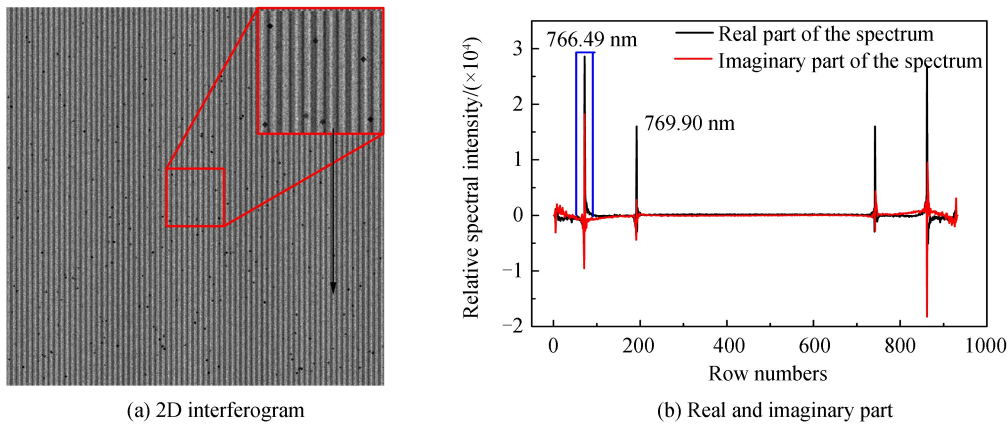 766.49 nm
769.90 nm
Real part of the spectrum
Imaginary part of the spectrum
Relative spectral intensity/(×10⁴)
3
2
1
0
−1
−2
0
200
400
600
800
1000
Row numbers
(a) 2D interferogram
(b) Real and imaginary part